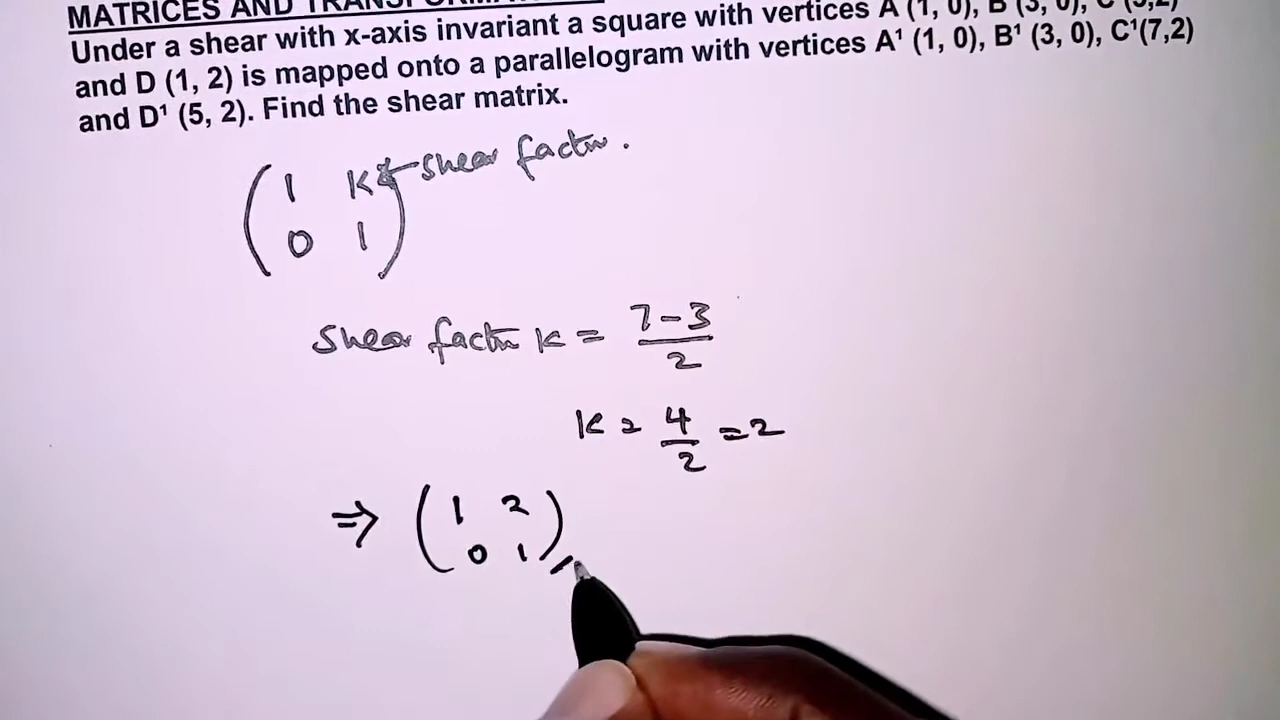 MATRICES AND
Under a shear with x-axis invariant a square with vertices A (1, 0), B (3, 0), C
and D (1, 2) is mapped onto a parallelogram with vertices A¹ (1, 0), B¹ (3, 0), C¹(7,2)
and D¹ (5, 2). Find the shear matrix.
1 K ← shear factor.
0 1
Shear factor K = 7-3/2
K = 4/2 = 2
⇒ (1 2
0 1)